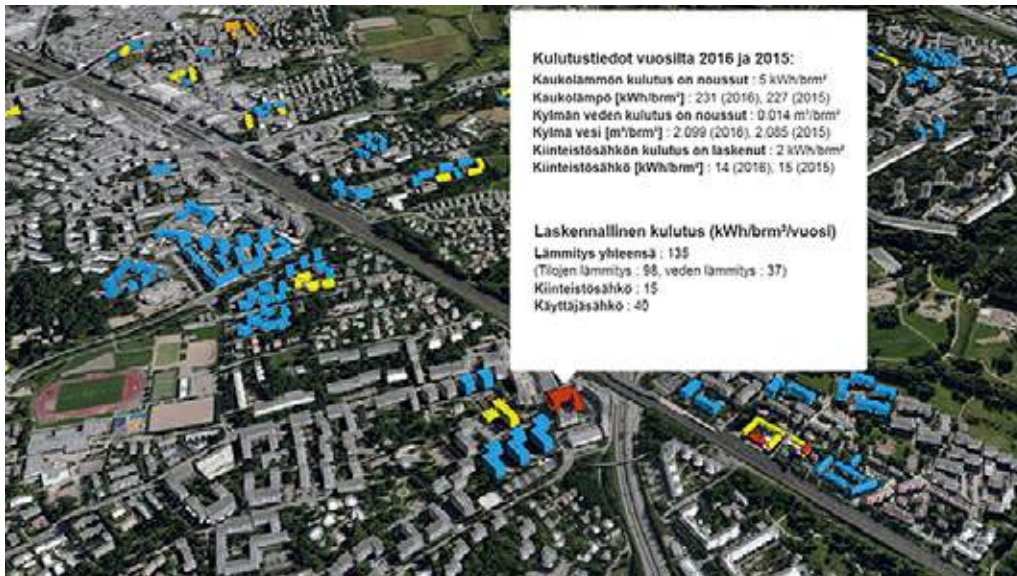 Kulutustiedot vuosilta 2016 ja 2015:
Kaukolämmön kulutus on noussut : 5 kWh/brm²
Kaukolämpö [kWh/brm²] : 231 (2016), 227 (2015)
Kylmän veden kulutus on noussut : 0.014 m³/brm²
Kylmä vesi [m³/brm²] : 2.099 (2016), 2.085 (2015)
Kiinteistösähkön kulutus on laskenut : 2 kWh/brm²
Kiinteistösähkö [kWh/brm²] : 14 (2016), 15 (2015)
Laskennallinen kulutus (kWh/brm²/vuosi)
Lämmitys yhteensä : 135
(Tilojen lämmitys : 98, veden lämmitys : 37)
Kiinteistösähkö : 15
Käyttäjäsähkö : 40